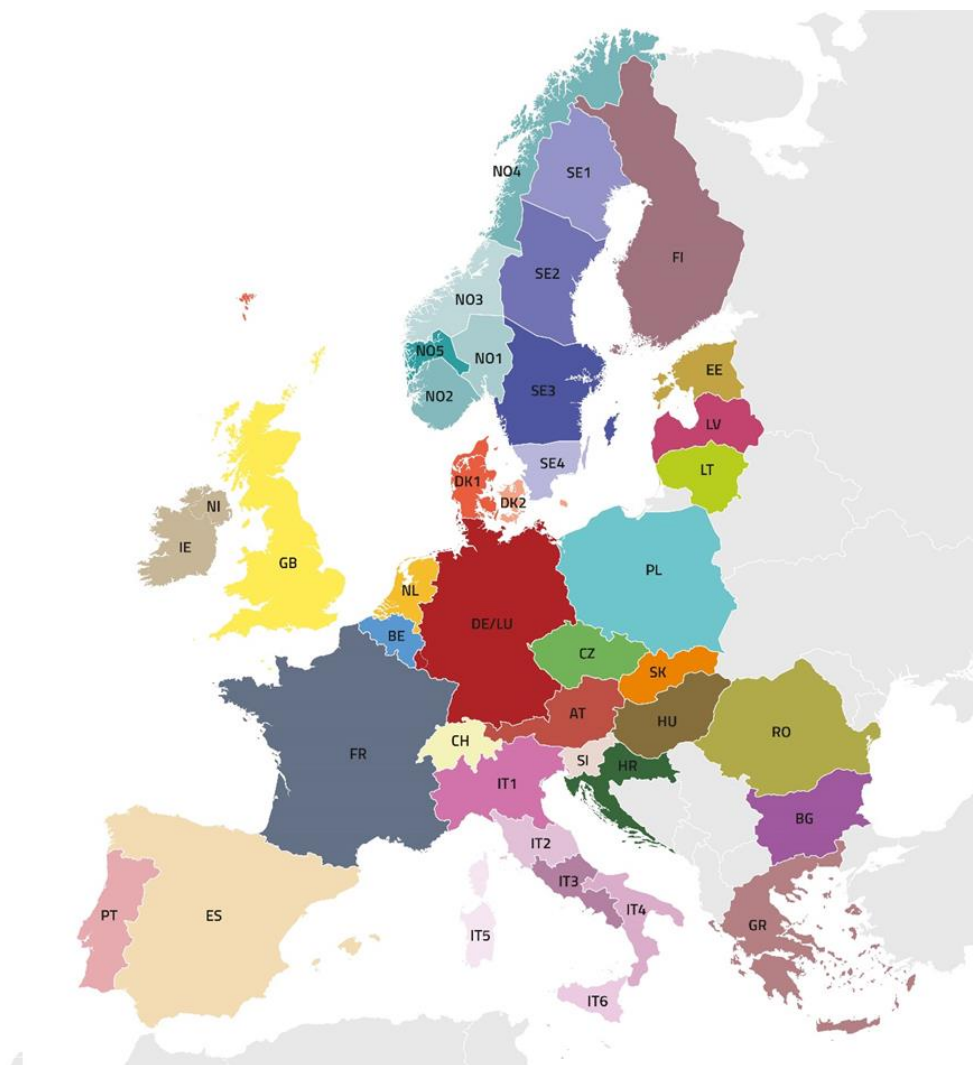 NO4
SE1
FI
SE2
NO3
NO5
NO1
NO2
SE3
EE
LV
SE4
LT
DK1
DK2
NI
IE
GB
PL
NL
DE/LU
BE
CZ
SK
AT
HU
RO
CH
FR
SI
HR
IT1
BG
IT2
IT3
IT4
PT
ES
GR
IT5
IT6